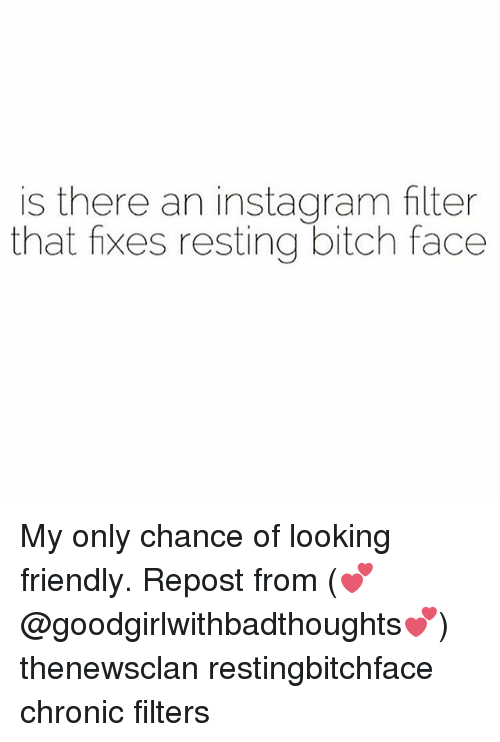 is there an instagram filter
that fixes resting bitch face
My only chance of looking
friendly. Repost from (💕
@goodgirlwithbadthoughts💕)
thenewsclan restingbitchface
chronic filters